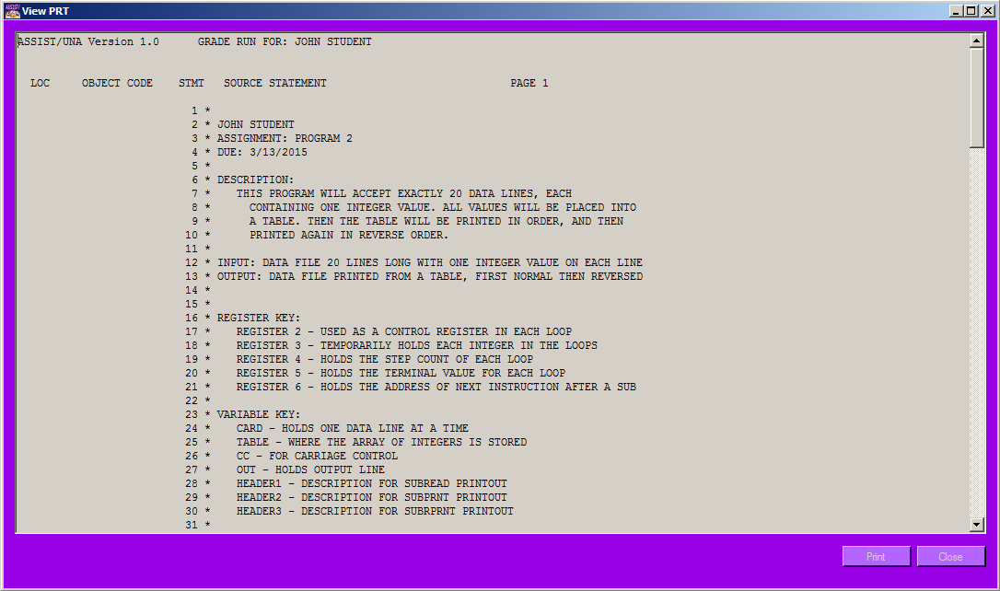 View PRT
ASSIST/UNA Version 1.0 GRADE RUN FOR: JOHN STUDENT
LOC OBJECT CODE STMT SOURCE STATEMENT PAGE 1
1 *
2 * JOHN STUDENT
3 * ASSIGNMENT: PROGRAM 2
4 * DUE: 3/13/2015
5 *
6 * DESCRIPTION:
7 * THIS PROGRAM WILL ACCEPT EXACTLY 20 DATA LINES, EACH
8 * CONTAINING ONE INTEGER VALUE. ALL VALUES WILL BE PLACED INTO
9 * A TABLE. THEN THE TABLE WILL BE PRINTED IN ORDER, AND THEN
10 * PRINTED AGAIN IN REVERSE ORDER.
11 *
12 * INPUT: DATA FILE 20 LINES LONG WITH ONE INTEGER VALUE ON EACH LINE
13 * OUTPUT: DATA FILE PRINTED FROM A TABLE, FIRST NORMAL THEN REVERSED
14 *
15 *
16 * REGISTER KEY:
17 * REGISTER 2 - USED AS A CONTROL REGISTER IN EACH LOOP
18 * REGISTER 3 - TEMPORARILY HOLDS EACH INTEGER IN THE LOOPS
19 * REGISTER 4 - HOLDS THE STEP COUNT OF EACH LOOP
20 * REGISTER 5 - HOLDS THE TERMINAL VALUE FOR EACH LOOP
21 * REGISTER 6 - HOLDS THE ADDRESS OF NEXT INSTRUCTION AFTER A SUB
22 *
23 * VARIABLE KEY:
24 * CARD - HOLDS ONE DATA LINE AT A TIME
25 * TABLE - WHERE THE ARRAY OF INTEGERS IS STORED
26 * CC - FOR CARRIAGE CONTROL
27 * OUT - HOLDS OUTPUT LINE
28 * HEADER1 - DESCRIPTION FOR SUBREAD PRINTOUT
29 * HEADER2 - DESCRIPTION FOR SUBPRNT PRINTOUT
30 * HEADER3 - DESCRIPTION FOR SUBRPRNT PRINTOUT
31 *
Print Close